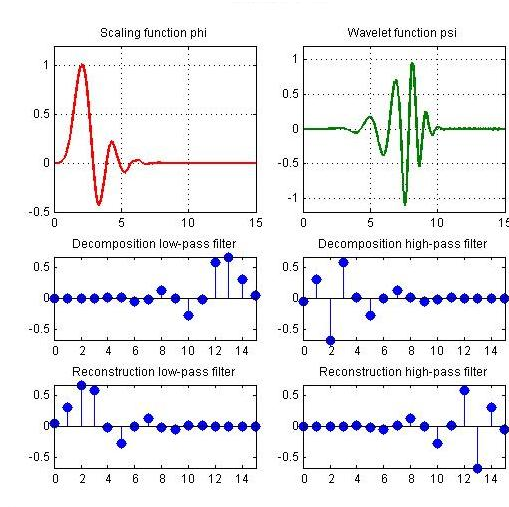 Scaling function phi
Wavelet function psi
1
0.5
0
-0.5
0 5 10 15
1
0.5
0
-0.5
-1
0 5 10 15
Decomposition low-pass filter
Decomposition high-pass filter
0.5
0
-0.5
0 2 4 6 8 10 12 14
0.5
0
-0.5
0 2 4 6 8 10 12 14
Reconstruction low-pass filter
Reconstruction high-pass filter
0.5
0
-0.5
0 2 4 6 8 10 12 14
0.5
0
-0.5
0 2 4 6 8 10 12 14